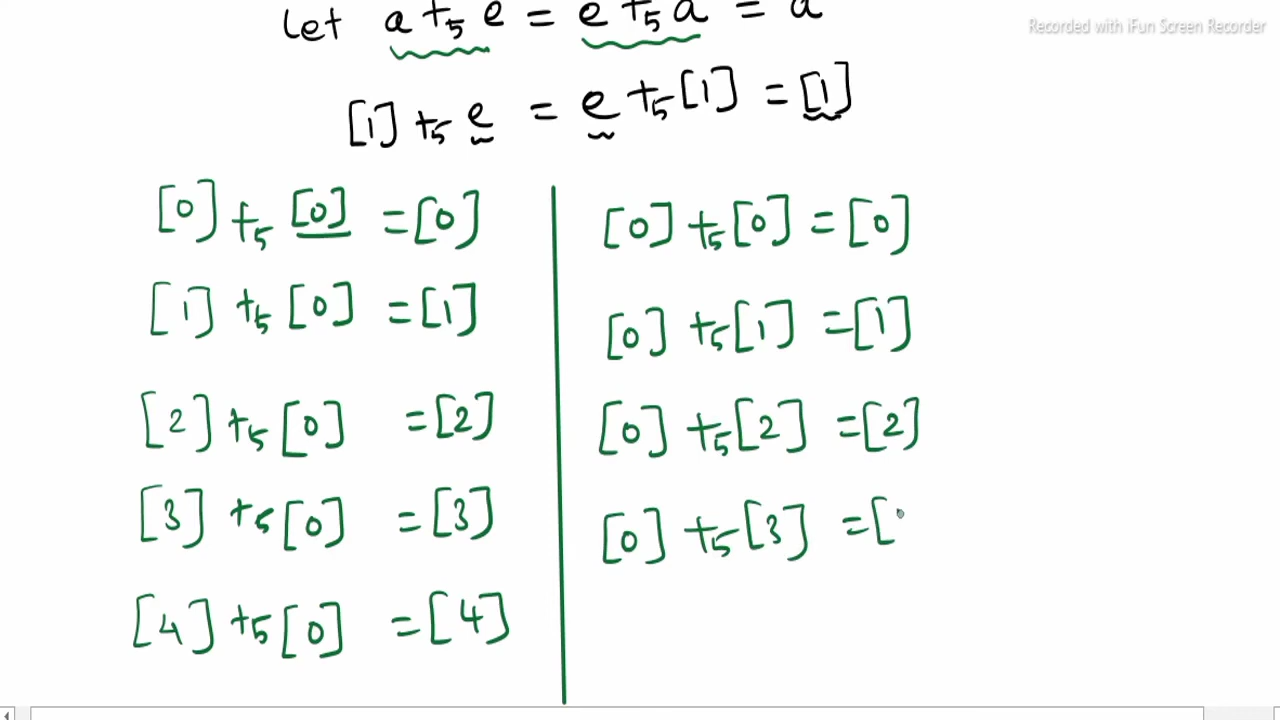 Let a +₅ e = e +₅ a = a
Recorded with iFun Screen Recorder
[1] +₅ e = e +₅ [1] = [1]
[0] +₅ [0] = [0]
[1] +₅ [0] = [1]
[2] +₅ [0] = [2]
[3] +₅ [0] = [3]
[4] +₅ [0] = [4]
[0] +₅ [0] = [0]
[0] +₅ [1] = [1]
[0] +₅ [2] = [2]
[0] +₅ [3] = [